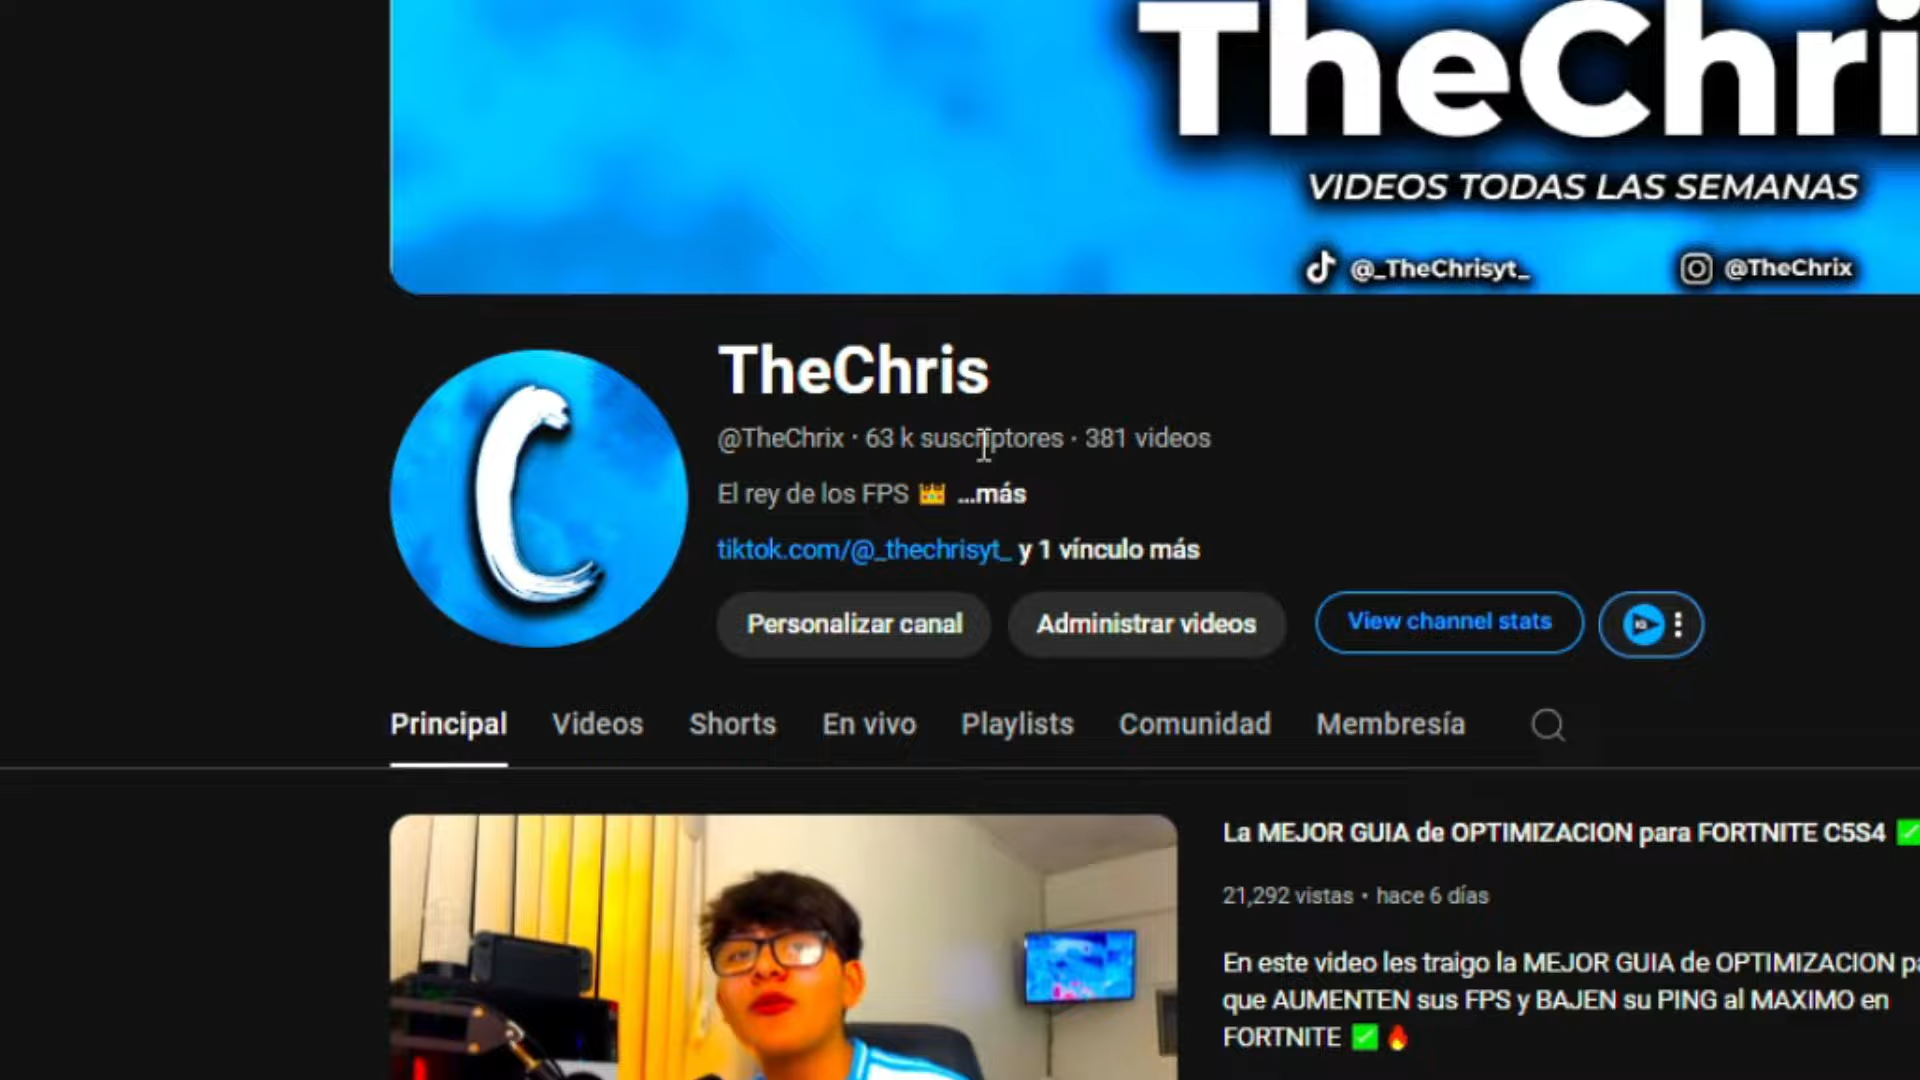 TheChri
VIDEOS TODAS LAS SEMANAS
@_TheChrisyt_
@TheChrix
C
TheChris
@TheChrix · 63 k suscriptores · 381 videos
El rey de los FPS 👑 ...más
tiktok.com/@_thechrisyt_ y 1 vínculo más
Personalizar canal
Administrar videos
View channel stats
Principal
Videos
Shorts
En vivo
Playlists
Comunidad
Membresía
La MEJOR GUIA de OPTIMIZACION para FORTNITE C5S4 ✅
21,292 vistas • hace 6 días
En este video les traigo la MEJOR GUIA de OPTIMIZACION pa
que AUMENTEN sus FPS y BAJEN su PING al MAXIMO en
FORTNITE ✅🔥